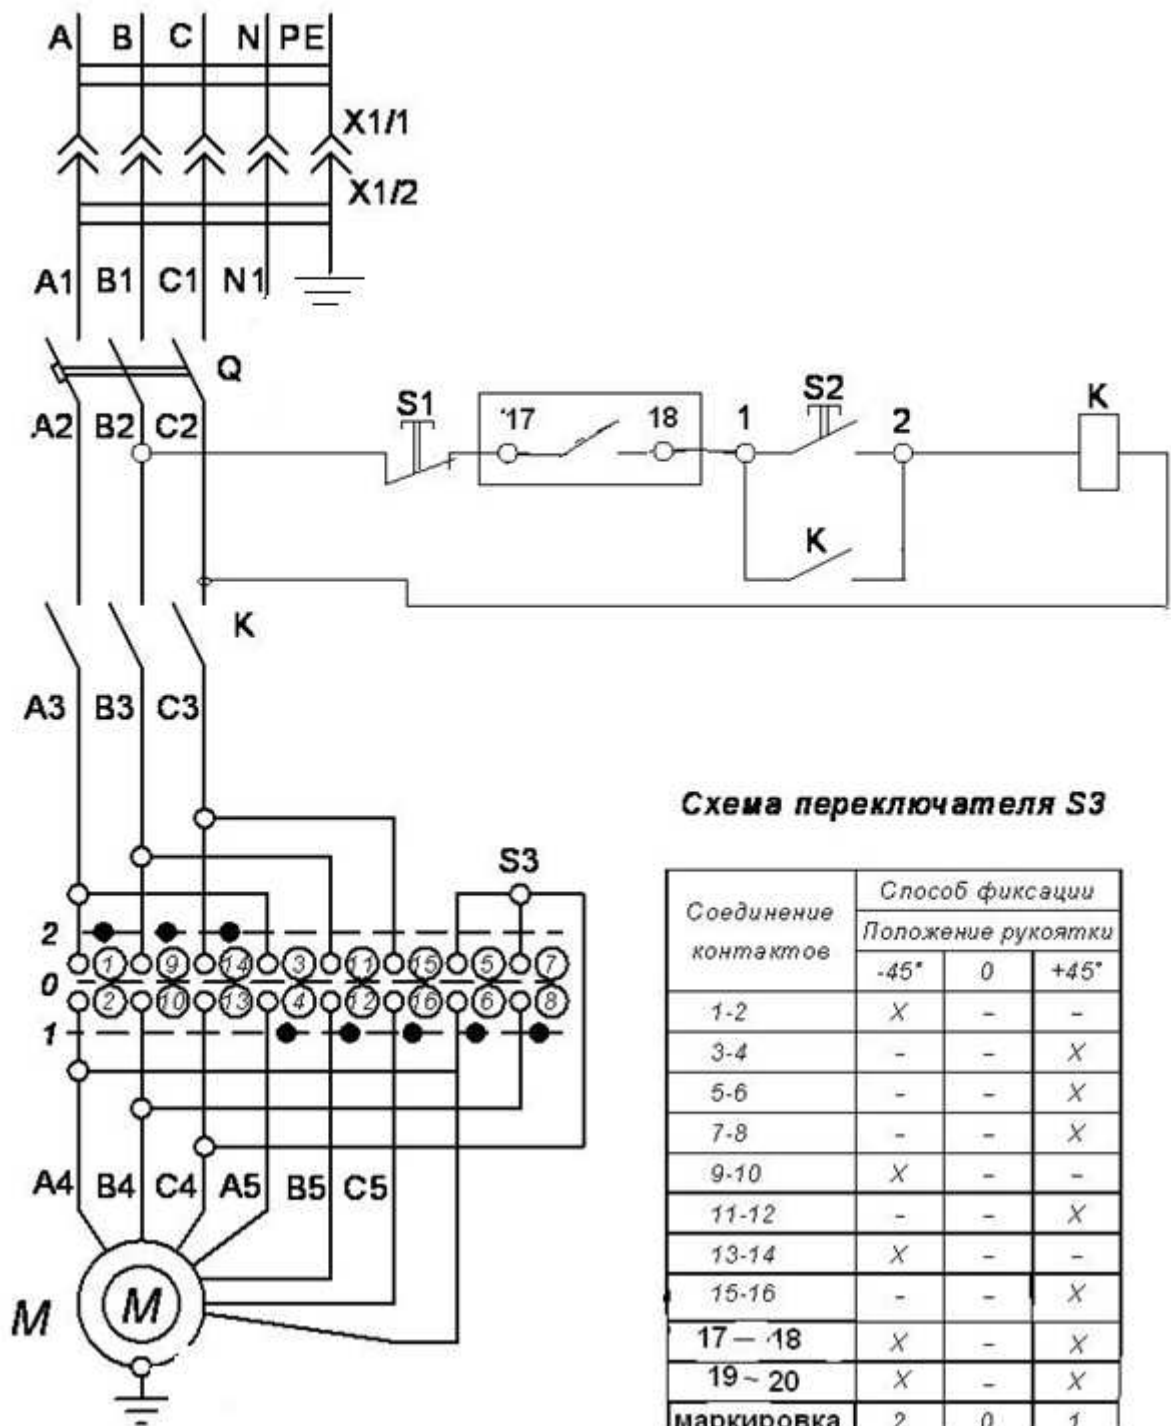 A B C N PE
X1/1
X1/2
A1 B1 C1 N1
Q
A2 B2 C2
S1 17 18 1 S2 2 K
K
K
A3 B3 C3
S3
2
1 9 14 3 11 15 5 7
0
2 10 13 4 12 16 6 8
1
A4 B4 C4 A5 B5 C5
M M
Схема переключателя S3
Соединение контактов Способ фиксации
Положение рукоятки
-45° 0 +45°
1-2 X – –
3-4 – – X
5-6 – – X
7-8 – – X
9-10 X – –
11-12 – – X
13-14 X – –
15-16 – – X
17 — 18 X – X
19 ~ 20 X – X
маркировка 2 0 1